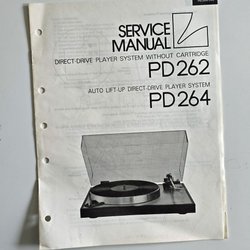 SERVICE
MANUAL
DIRECT-DRIVE PLAYER SYSTEM WITHOUT CARTRIDGE
PD262
AUTO LIFT-UP DIRECT-DRIVE PLAYER SYSTEM
PD264